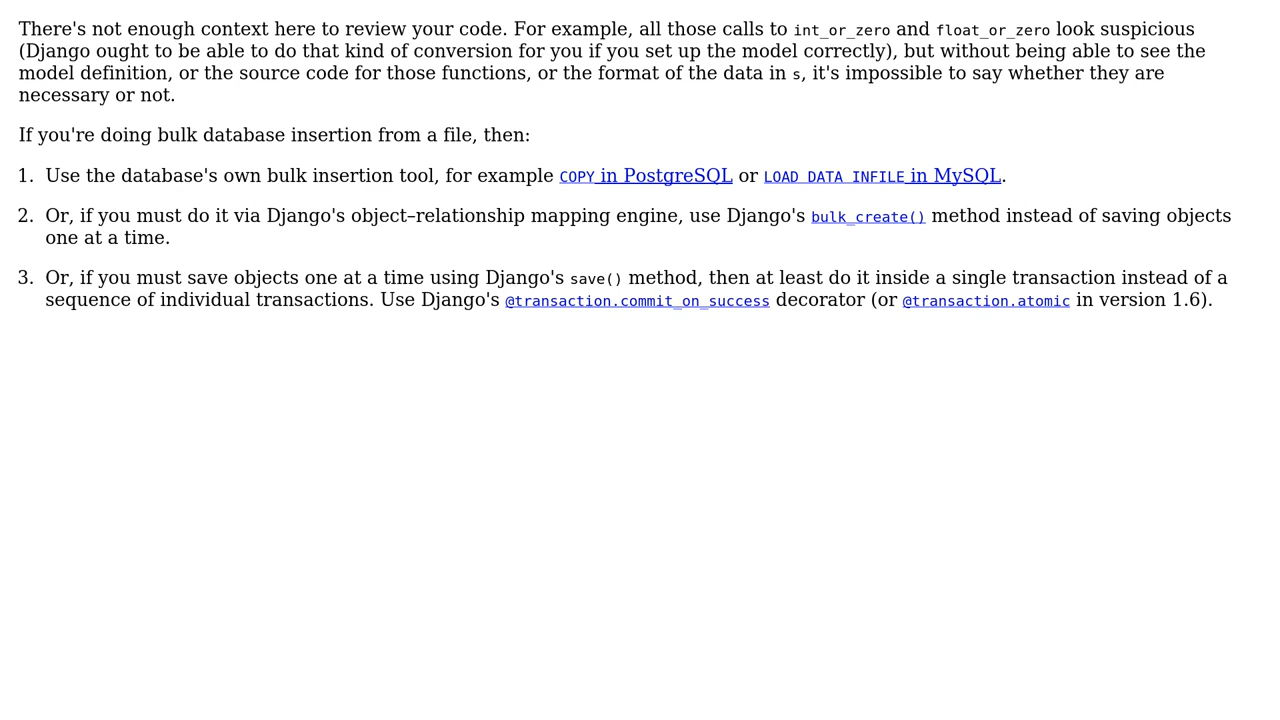 There's not enough context here to review your code. For example, all those calls to int_or_zero and float_or_zero look suspicious
(Django ought to be able to do that kind of conversion for you if you set up the model correctly), but without being able to see the
model definition, or the source code for those functions, or the format of the data in s, it's impossible to say whether they are
necessary or not.
If you're doing bulk database insertion from a file, then:
1. Use the database's own bulk insertion tool, for example COPY in PostgreSQL or LOAD DATA INFILE in MySQL.
2. Or, if you must do it via Django's object–relationship mapping engine, use Django's bulk_create() method instead of saving objects
one at a time.
3. Or, if you must save objects one at a time using Django's save() method, then at least do it inside a single transaction instead of a
sequence of individual transactions. Use Django's @transaction.commit_on_success decorator (or @transaction.atomic in version 1.6).